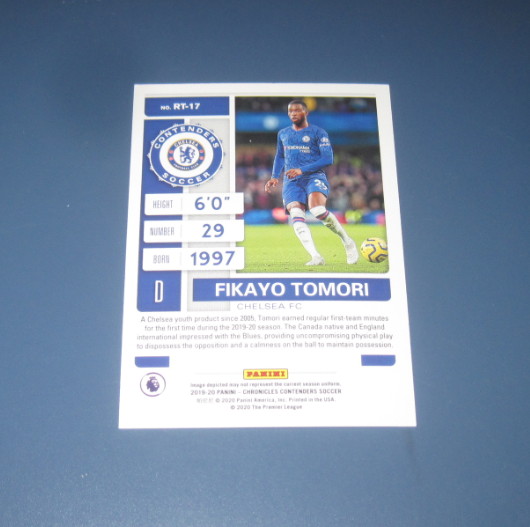 NO. RT-17
CONTENDERS
CHELSEA
SOCCER
HEIGHT 6'0"
NUMBER 29
BORN 1997
D
FIKAYO TOMORI
CHELSEA FC
A Chelsea youth product since 2005, Tomori earned regular first-team minutes
for the first time during the 2019-20 season. The Canada native and England
international impressed with the Blues, providing uncompromising physical play
to dispossess the opposition and a calmness on the ball to maintain possession.
PANINI
Image depicted may not represent the current season uniform.
2019-20 PANINI - CHRONICLES CONTENDERS SOCCER
© 2020 Panini America, Inc. Printed in the USA.
© 2020 The Premier League